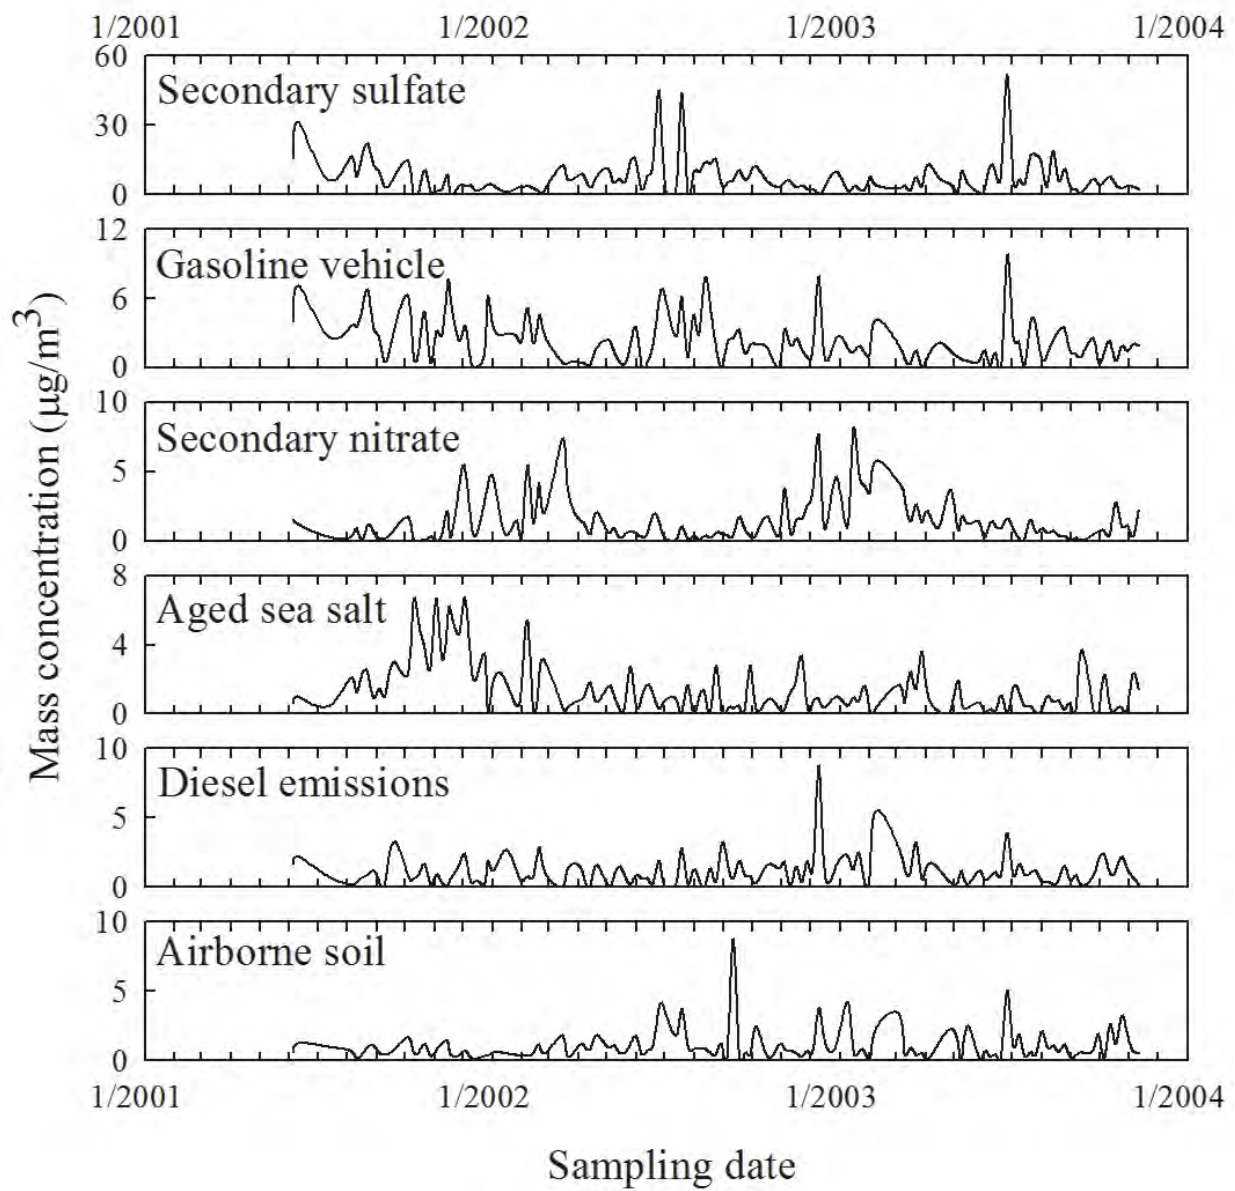 1/2001 1/2002 1/2003 1/2004
60
Secondary sulfate
30
0
12
Gasoline vehicle
6
0
10
Secondary nitrate
5
0
8
Aged sea salt
4
0
10
Diesel emissions
5
0
10
Airborne soil
5
0
Mass concentration (μg/m³)
1/2001 1/2002 1/2003 1/2004
Sampling date